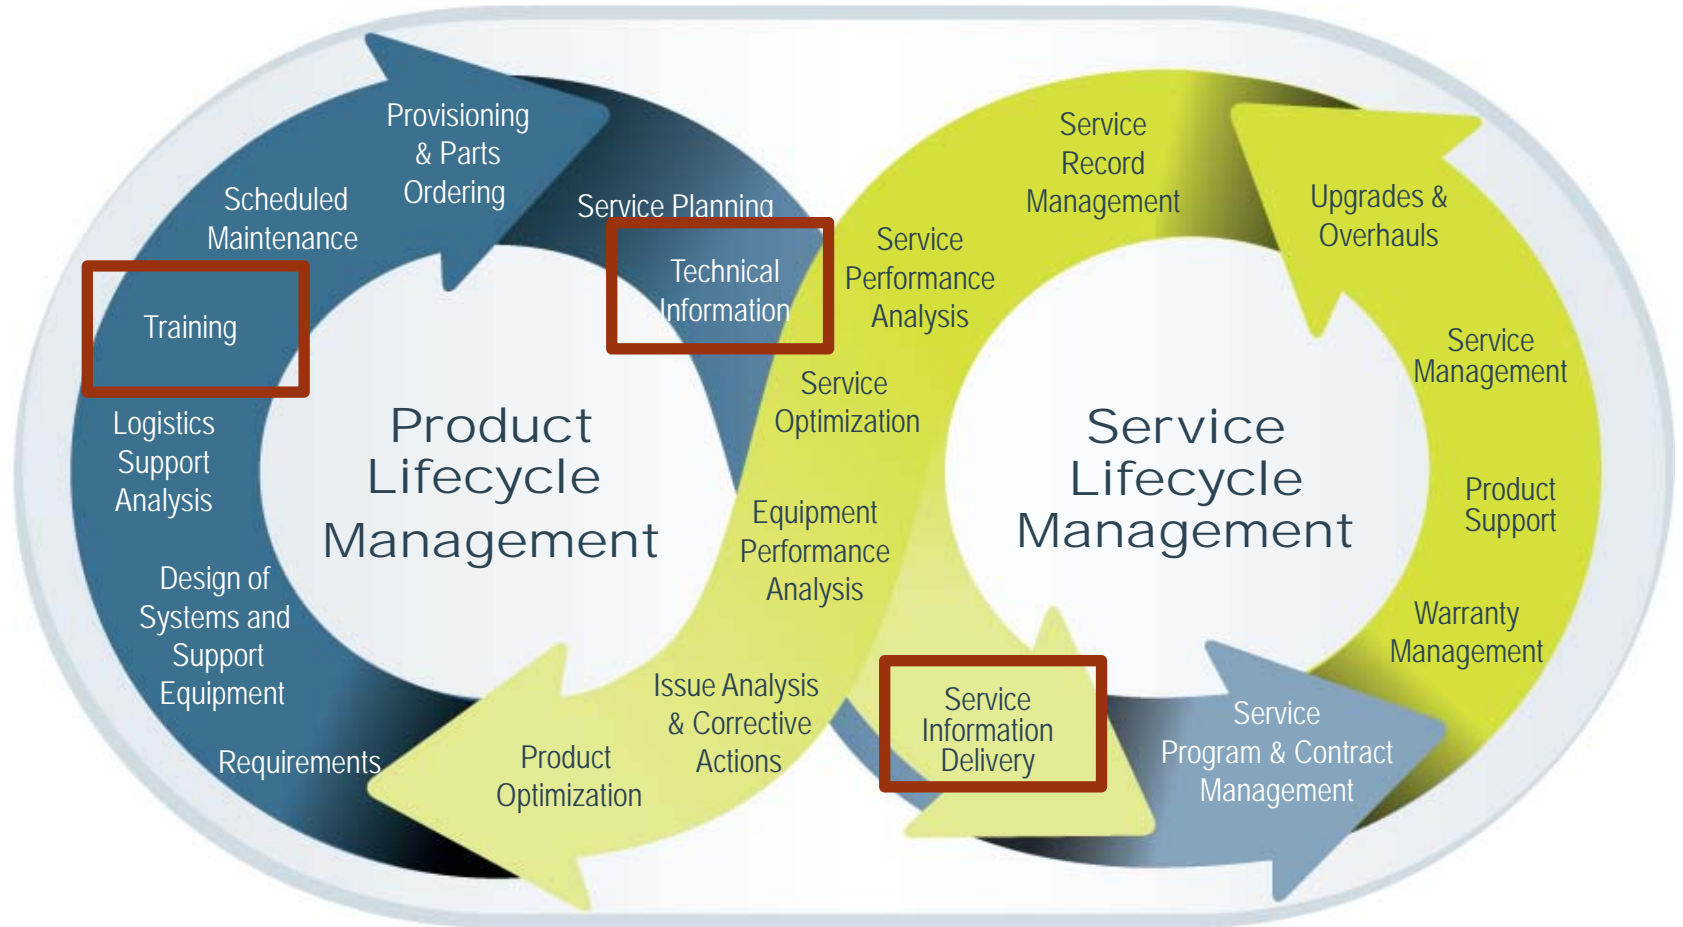 Provisioning
& Parts
Ordering
Scheduled
Maintenance
Training
Logistics
Support
Analysis
Design of
Systems and
Support
Equipment
Requirements
Service Planning
Technical
Information
Product
Lifecycle
Management
Service
Record
Management
Service
Performance
Analysis
Service
Optimization
Equipment
Performance
Analysis
Issue Analysis
& Corrective
Actions
Product
Optimization
Upgrades &
Overhauls
Service
Management
Product
Support
Warranty
Management
Service
Lifecycle
Management
Service
Information
Delivery
Service
Program & Contract
Management